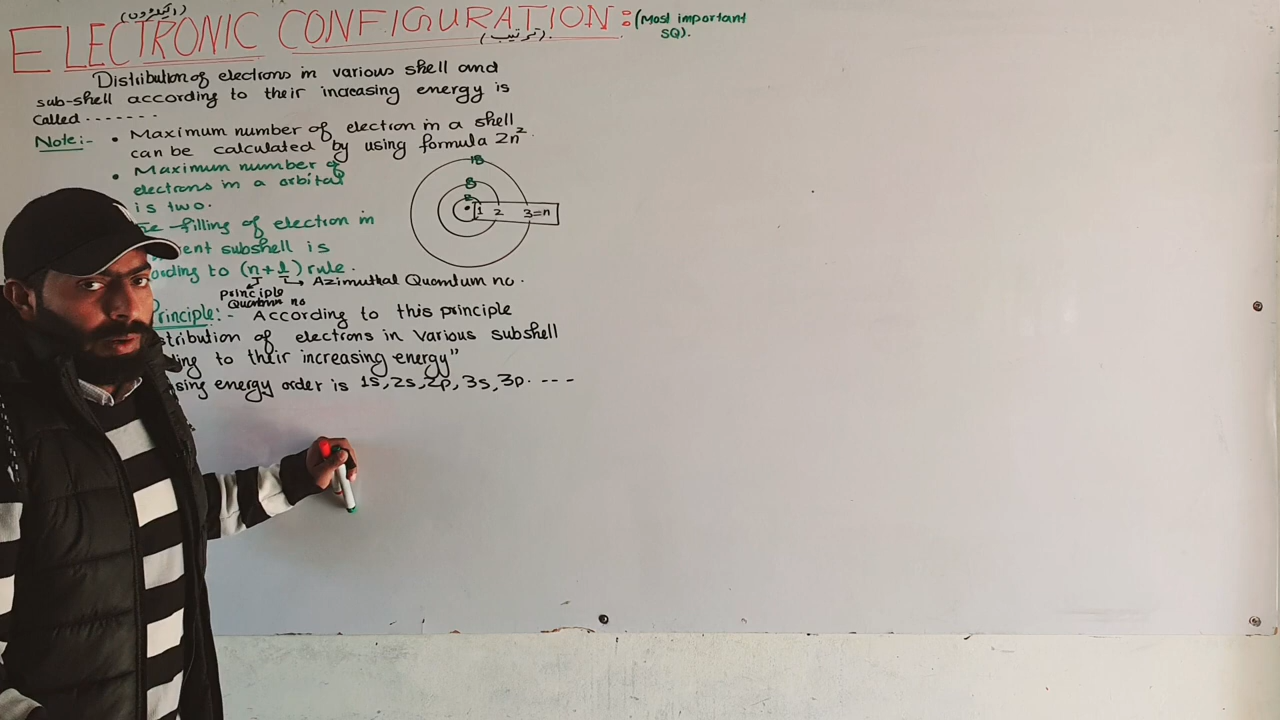 (الیکٹرون)
ELECTRONIC CONFIGURATION:
(ترتیب)
(Most important
SQ).
Distribution of electrons in various shell and
sub-shell according to their increasing energy is
called -------
Note:- • Maximum number of electron in a shell
can be calculated by using formula 2n².
• Maximum number of
electrons in a orbital
is two.
filling of electron in
subshell is
to (n+l) rule.
principle
Quantum no
Azimuthal Quantum no.
18
8
2
1 2 3=n
Principle:- According to this principle
of electrons in various subshell
to their increasing energy"
energy order is 1s, 2s, 2p, 3s, 3p. ---